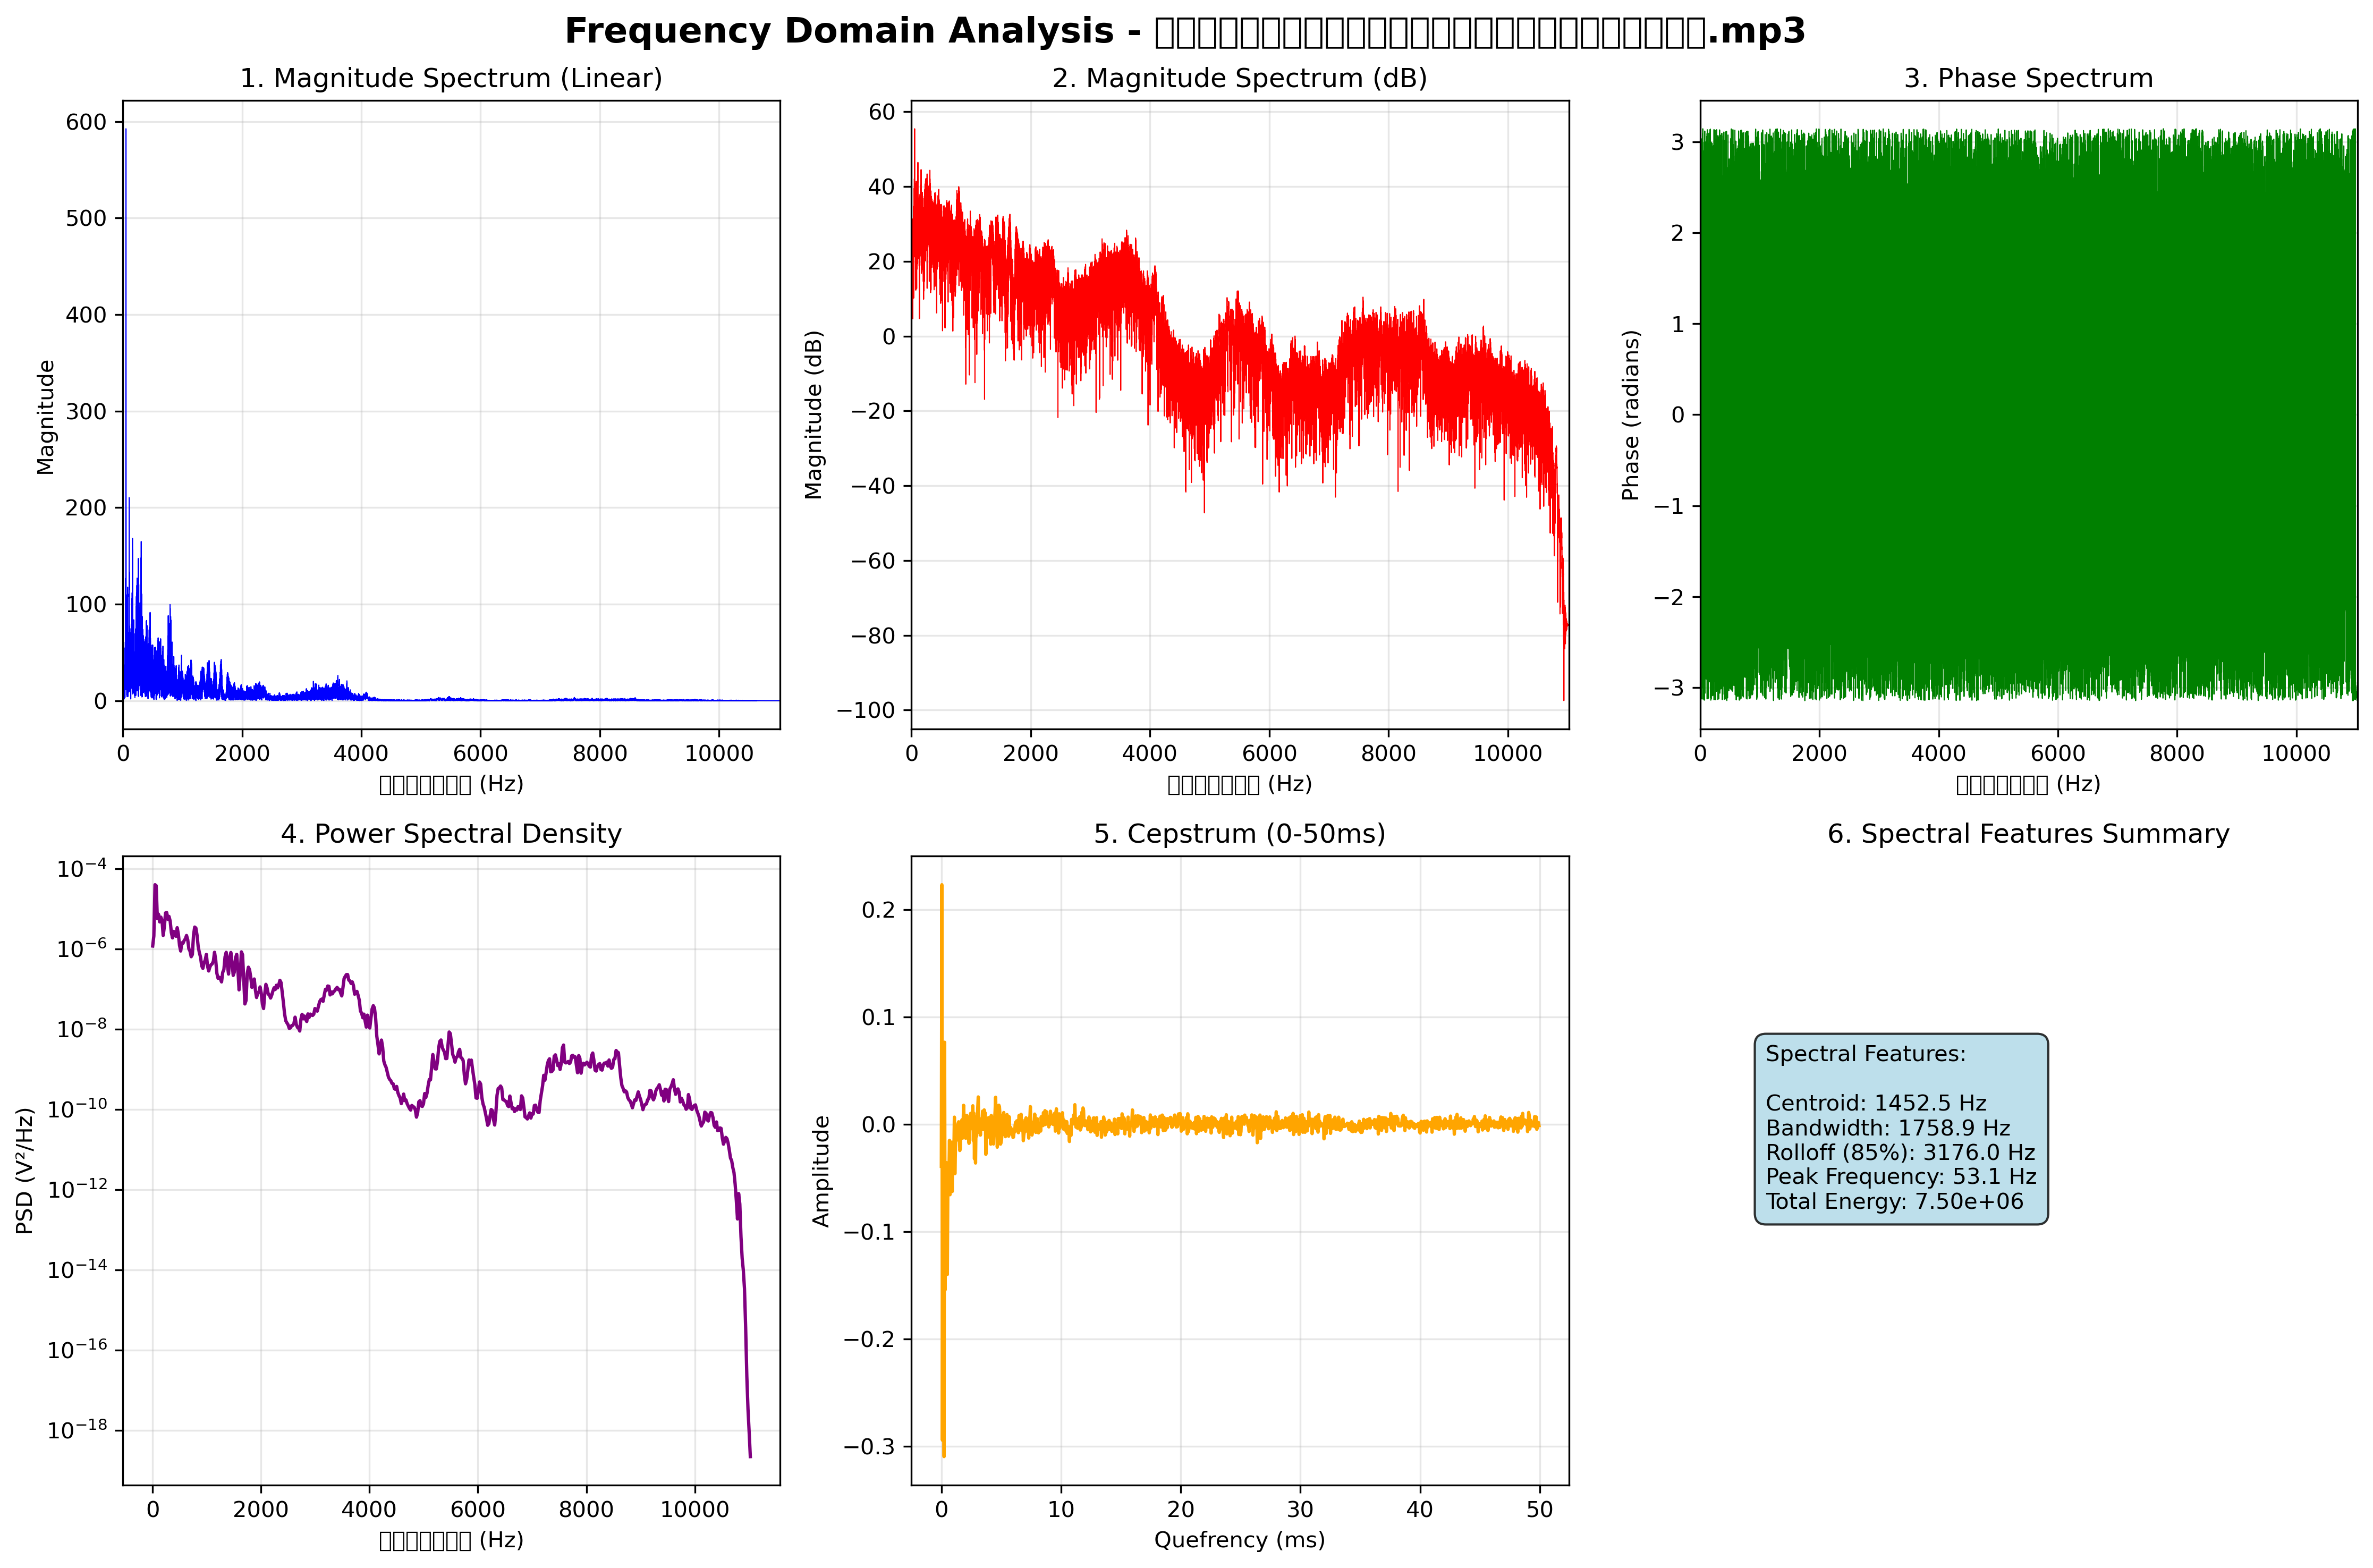 Frequency Domain Analysis - .mp3
1. Magnitude Spectrum (Linear)
600
500
400
300
200
100
0
Magnitude
0 2000 4000 6000 8000 10000
(Hz)
2. Magnitude Spectrum (dB)
60
40
20
0
−20
−40
−60
−80
−100
Magnitude (dB)
0 2000 4000 6000 8000 10000
(Hz)
3. Phase Spectrum
3
2
1
0
−1
−2
−3
Phase (radians)
0 2000 4000 6000 8000 10000
(Hz)
4. Power Spectral Density
10⁻⁴
10⁻⁶
10⁻⁸
10⁻¹⁰
10⁻¹²
10⁻¹⁴
10⁻¹⁶
10⁻¹⁸
PSD (V²/Hz)
0 2000 4000 6000 8000 10000
(Hz)
5. Cepstrum (0-50ms)
0.2
0.1
0.0
−0.1
−0.2
−0.3
Amplitude
0 10 20 30 40 50
Quefrency (ms)
6. Spectral Features Summary
Spectral Features:
Centroid: 1452.5 Hz
Bandwidth: 1758.9 Hz
Rolloff (85%): 3176.0 Hz
Peak Frequency: 53.1 Hz
Total Energy: 7.50e+06